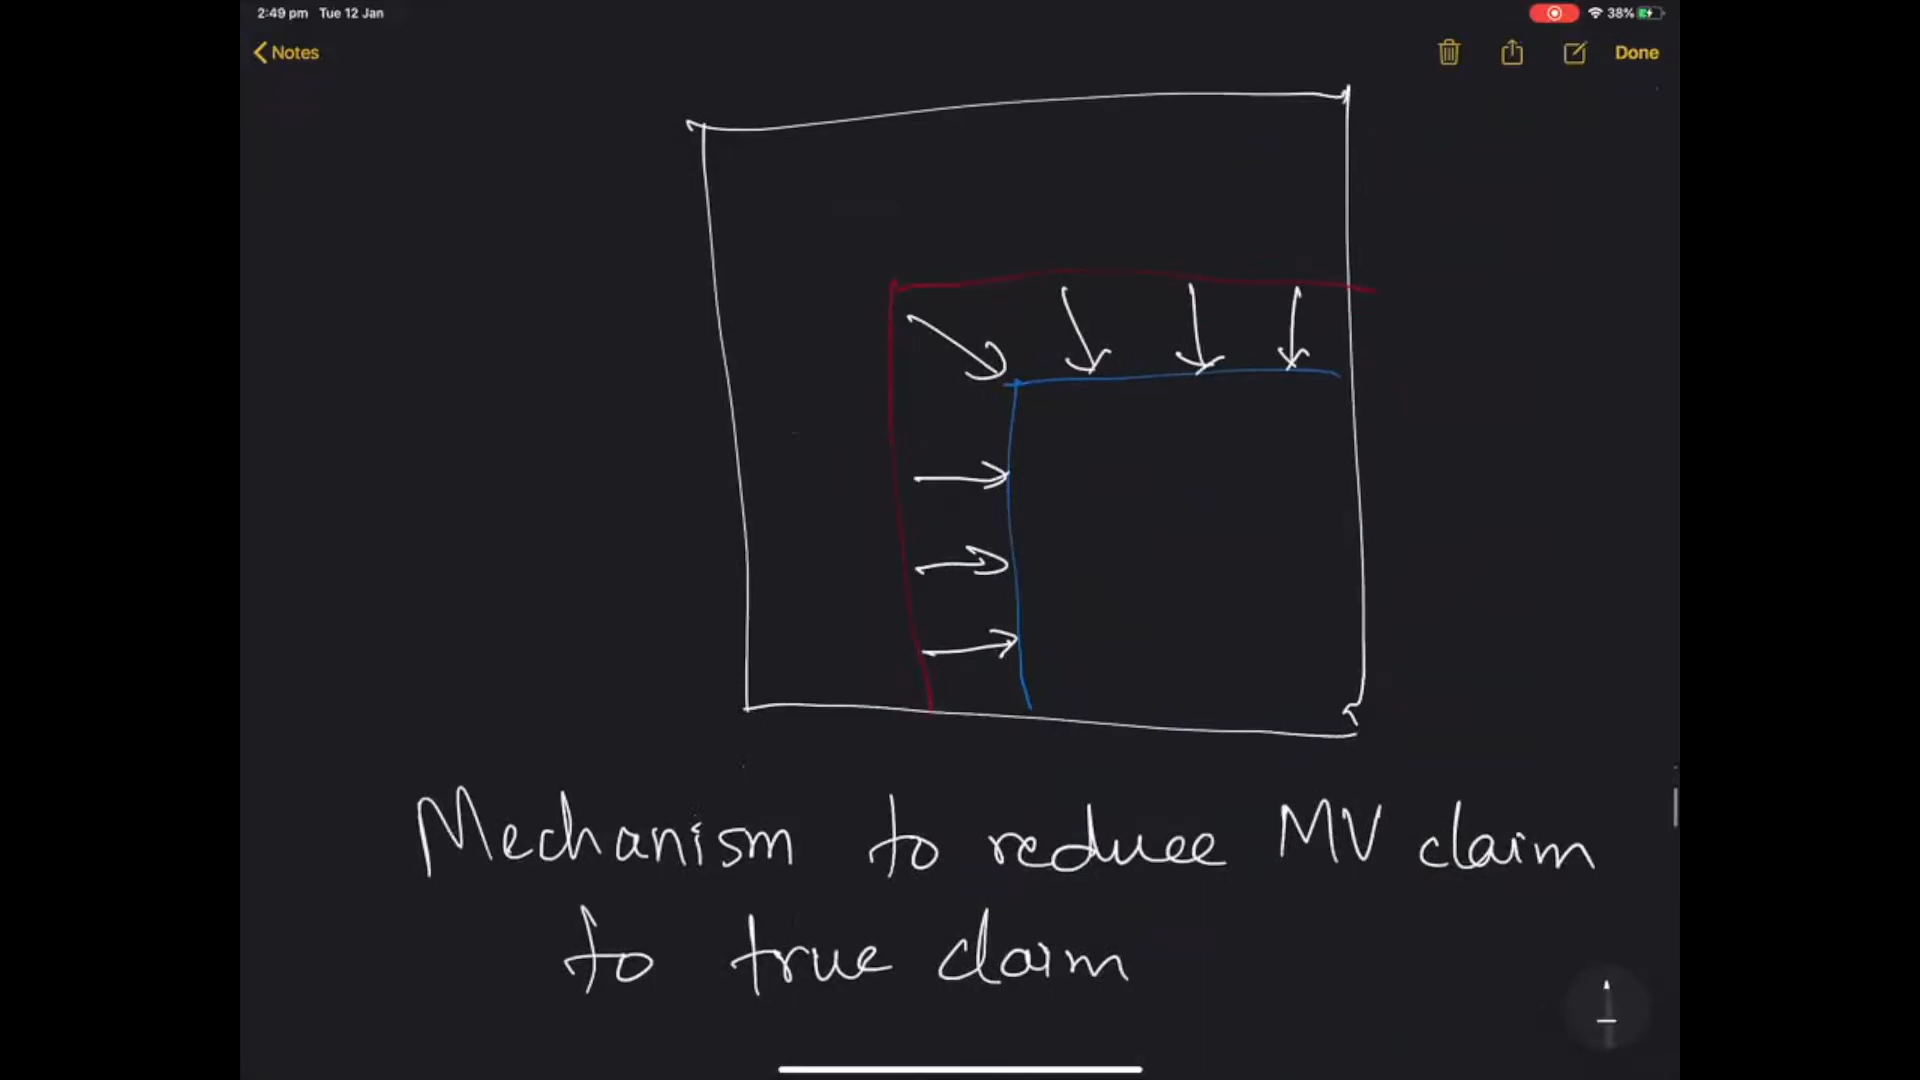 2:49 pm Tue 12 Jan
38%
Notes
Done
Mechanism to reduce MV claim
to true claim